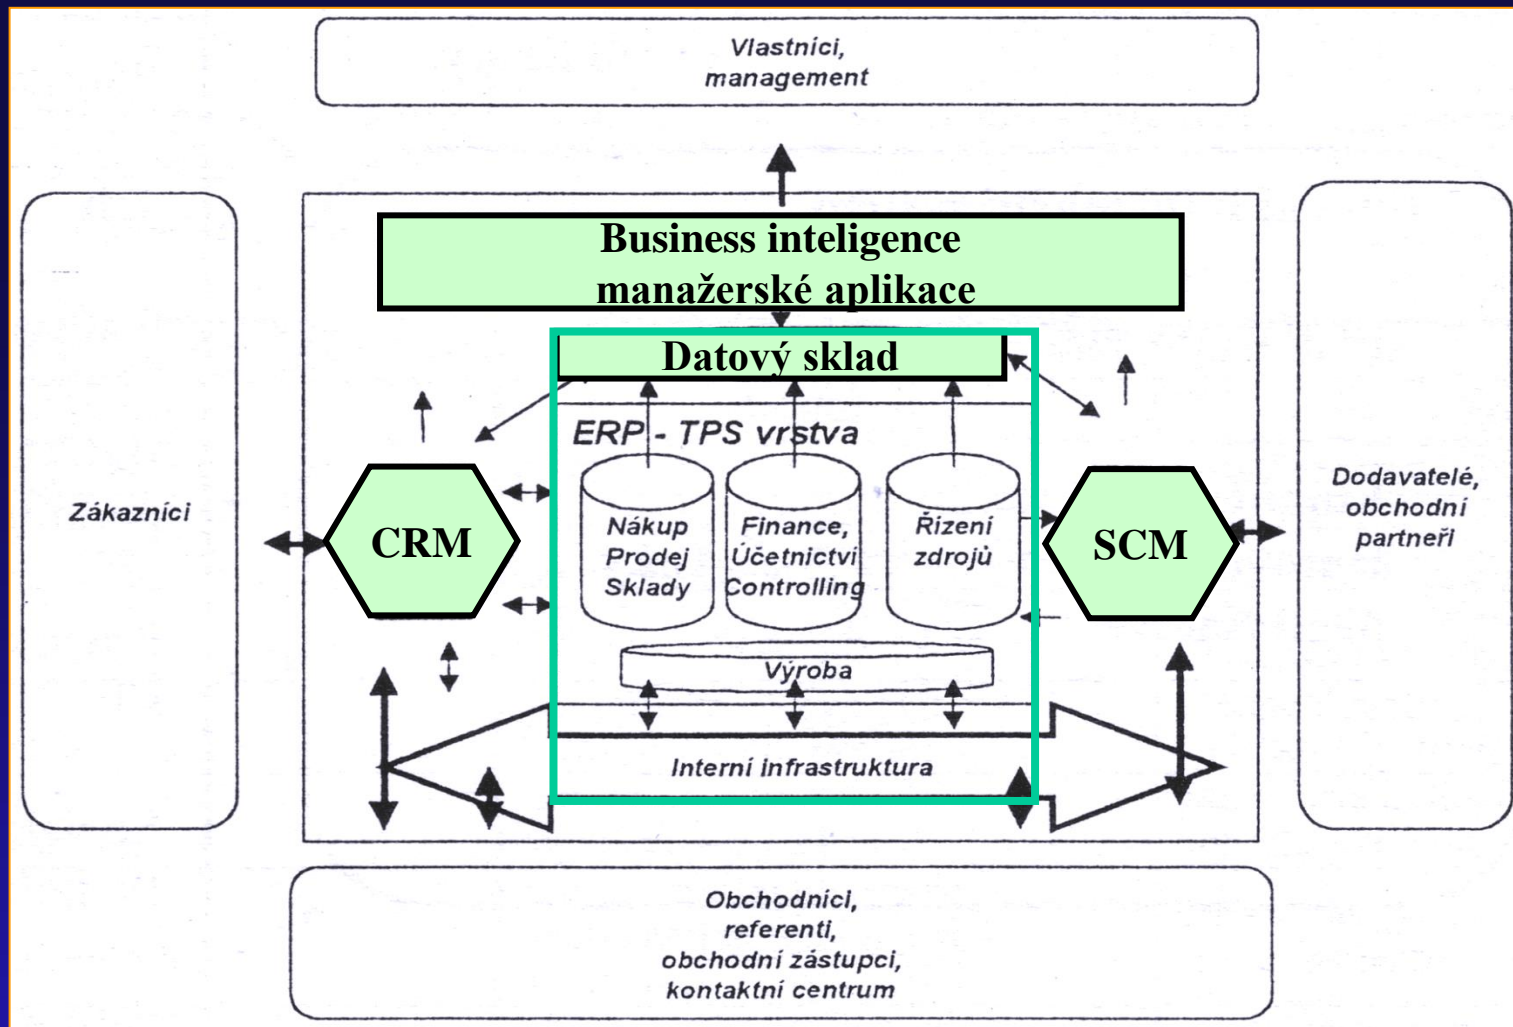 Vlastníci,
management
Business inteligence
manažerské aplikace
Datový sklad
ERP - TPS vrstva
Zákazníci
CRM
Nákup
Prodej
Sklady
Finance,
Účetnictví
Controlling
Řízení
zdrojů
SCM
Dodavatelé,
obchodní
partneři
Výroba
Interní infrastruktura
Obchodníci,
referenti,
obchodní zástupci,
kontaktní centrum